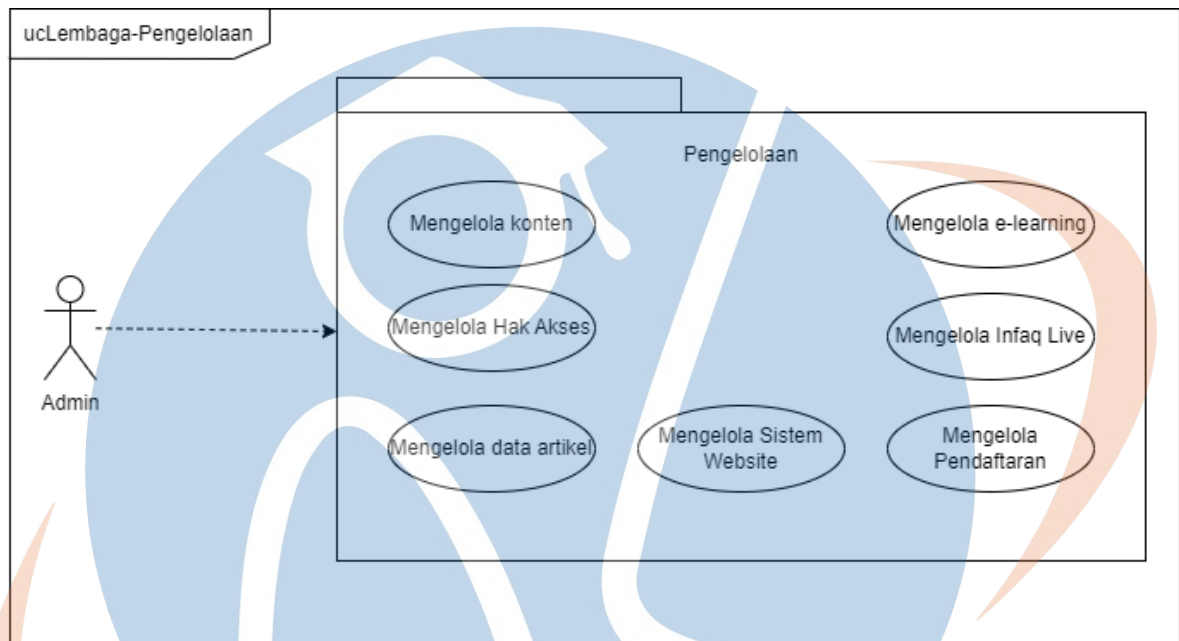 ucLembaga-Pengelolaan
Pengelolaan
Mengelola konten
Mengelola e-learning
Mengelola Hak Akses
Mengelola Infaq Live
Admin
Mengelola data artikel
Mengelola Sistem
Website
Mengelola
Pendaftaran